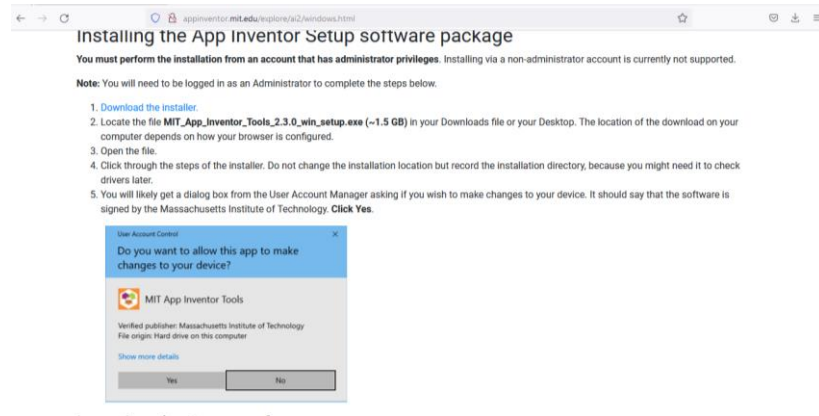 appinventor.mit.edu/explore/ai2/windows.html
Installing the App Inventor Setup software package
You must perform the installation from an account that has administrator privileges. Installing via a non-administrator account is currently not supported.
Note: You will need to be logged in as an Administrator to complete the steps below.
1. Download the installer.
2. Locate the file MIT_App_Inventor_Tools_2.3.0_win_setup.exe (~1.5 GB) in your Downloads file or your Desktop. The location of the download on your
computer depends on how your browser is configured.
3. Open the file.
4. Click through the steps of the installer. Do not change the installation location but record the installation directory, because you might need it to check
drivers later.
5. You will likely get a dialog box from the User Account Manager asking if you wish to make changes to your device. It should say that the software is
signed by the Massachusetts Institute of Technology. Click Yes.
User Account Control
Do you want to allow this app to make
changes to your device?
MIT App Inventor Tools
Verified publisher: Massachusetts Institute of Technology
File origin: Hard drive on this computer
Show more details
Yes
No